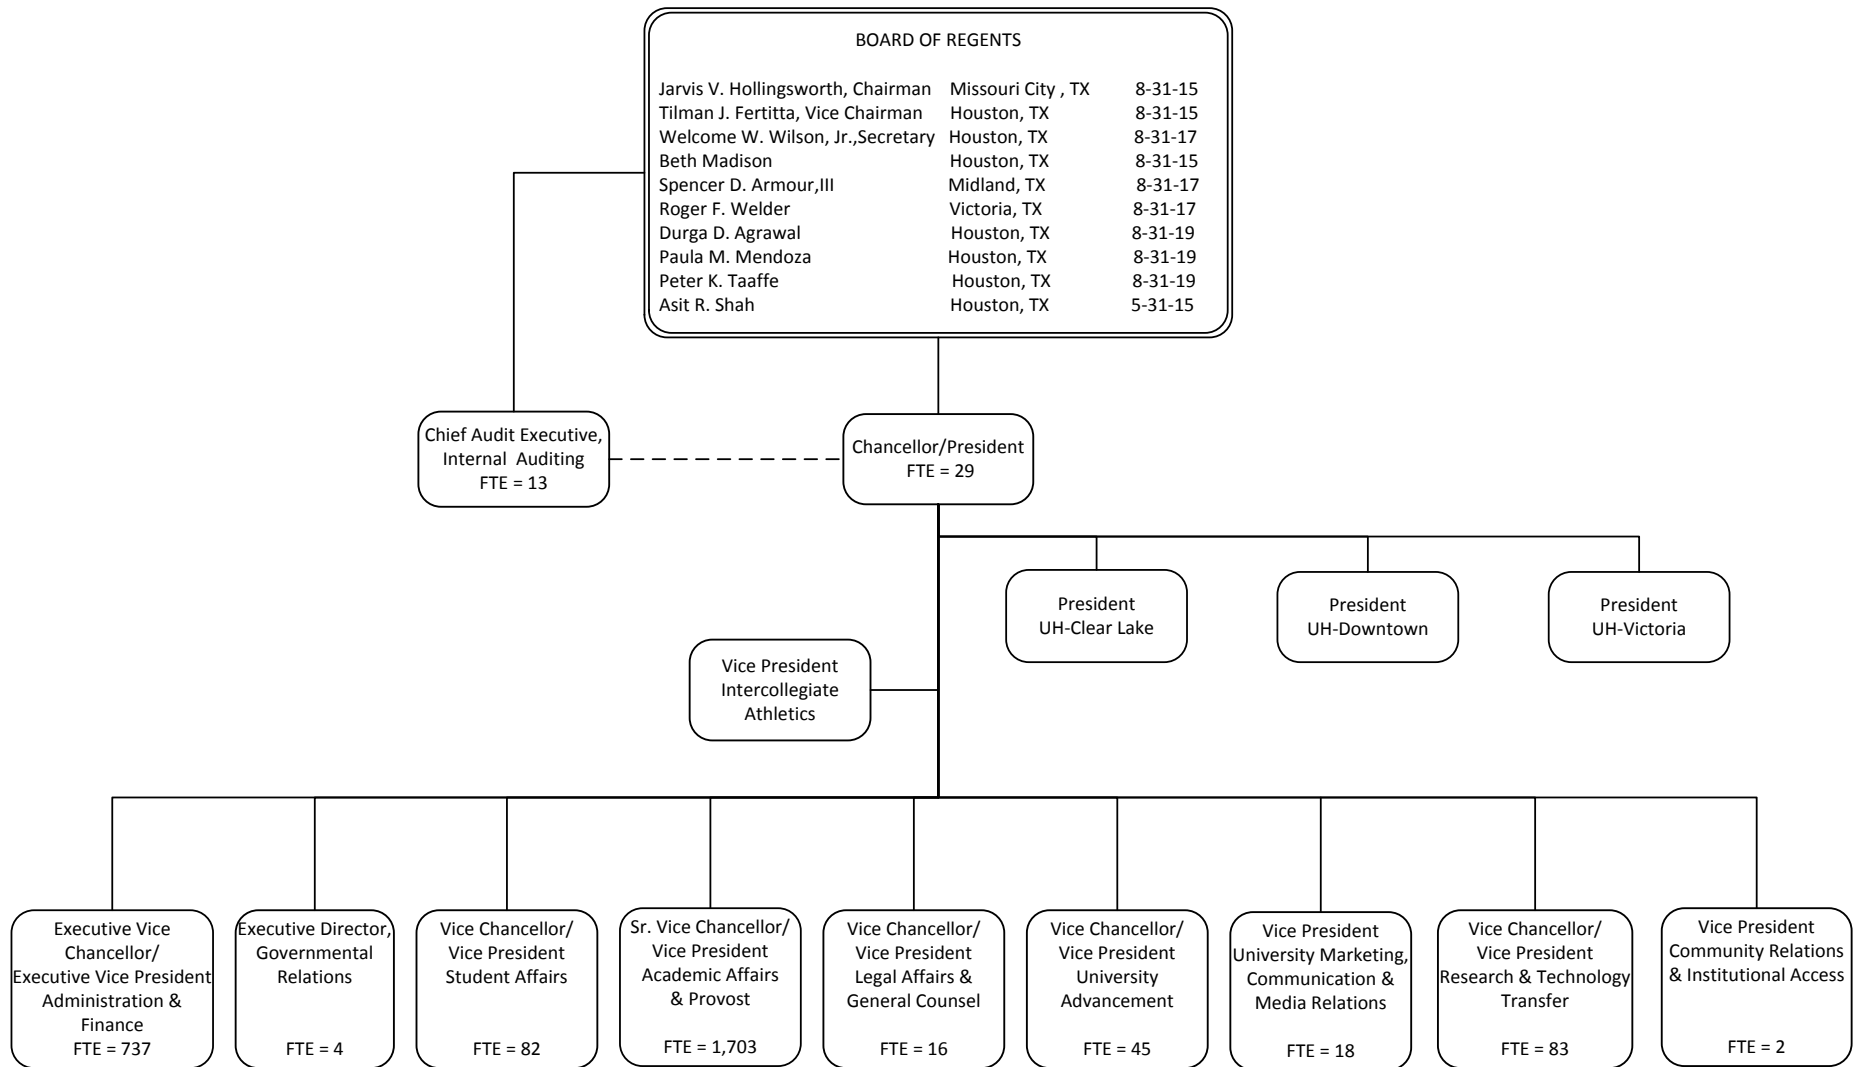 BOARD OF REGENTS
Jarvis V. Hollingsworth, Chairman Missouri City , TX 8-31-15
Tilman J. Fertitta, Vice Chairman Houston, TX 8-31-15
Welcome W. Wilson, Jr.,Secretary Houston, TX 8-31-17
Beth Madison Houston, TX 8-31-15
Spencer D. Armour,III Midland, TX 8-31-17
Roger F. Welder Victoria, TX 8-31-17
Durga D. Agrawal Houston, TX 8-31-19
Paula M. Mendoza Houston, TX 8-31-19
Peter K. Taaffe Houston, TX 8-31-19
Asit R. Shah Houston, TX 5-31-15
Chief Audit Executive,
Internal Auditing
FTE = 13
Chancellor/President
FTE = 29
President
UH-Clear Lake
President
UH-Downtown
President
UH-Victoria
Vice President
Intercollegiate
Athletics
Executive Vice
Chancellor/
Executive Vice President
Administration &
Finance
FTE = 737
Executive Director,
Governmental
Relations
FTE = 4
Vice Chancellor/
Vice President
Student Affairs
FTE = 82
Sr. Vice Chancellor/
Vice President
Academic Affairs
& Provost
FTE = 1,703
Vice Chancellor/
Vice President
Legal Affairs &
General Counsel
FTE = 16
Vice Chancellor/
Vice President
University
Advancement
FTE = 45
Vice President
University Marketing,
Communication &
Media Relations
FTE = 18
Vice Chancellor/
Vice President
Research & Technology
Transfer
FTE = 83
Vice President
Community Relations
& Institutional Access
FTE = 2